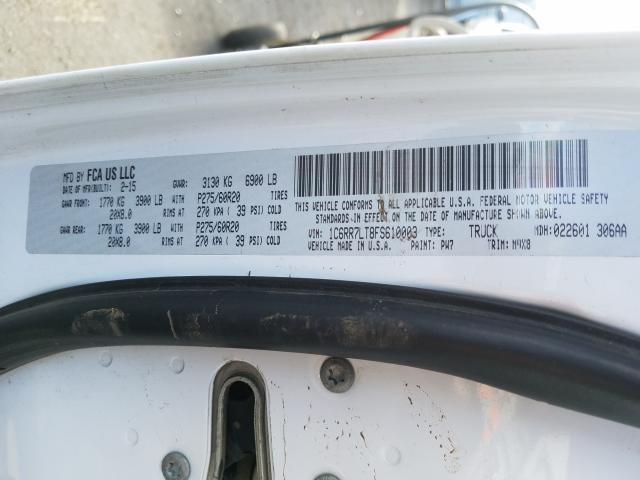 MFD BY FCA US LLC
DATE OF MFR(BUILT): 2-15 GVWR: 3130 KG 6900 LB
GAWR FRONT: 1770 KG 3900 LB WITH P275/60R20 TIRES
20X8.0 RIMS AT 270 KPA ( 39 PSI) COLD
GAWR REAR: 1770 KG 3900 LB WITH P275/60R20 TIRES
20X8.0 RIMS AT 270 KPA ( 39 PSI) COLD
THIS VEHICLE CONFORMS TO ALL APPLICABLE U.S.A. FEDERAL MOTOR VEHICLE SAFETY
STANDARDS IN EFFECT ON THE DATE OF MANUFACTURE SHOWN ABOVE.
VIN: 1C6RR7LT8FS610003 TYPE: TRUCK MDH: 022601 306AA
VEHICLE MADE IN U.S.A. PAINT: PW7 TRIM: M9X8